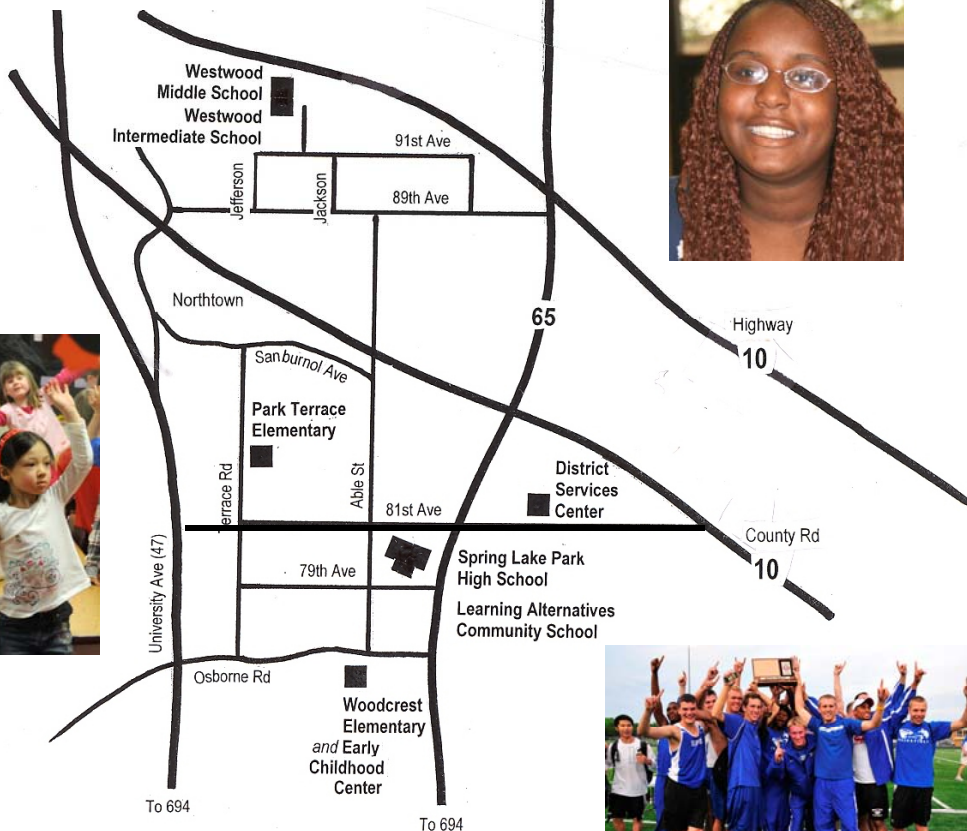 Westwood
Middle School
Westwood
Intermediate School
91st Ave
Jefferson
Jackson
89th Ave
Northtown
65
Highway
10
Sanburnol Ave
Park Terrace
Elementary
Terrace Rd
Able St
81st Ave
District
Services
Center
County Rd
10
University Ave (47)
79th Ave
Spring Lake Park
High School
Learning Alternatives
Community School
Osborne Rd
Woodcrest
Elementary
and Early
Childhood
Center
To 694
To 694